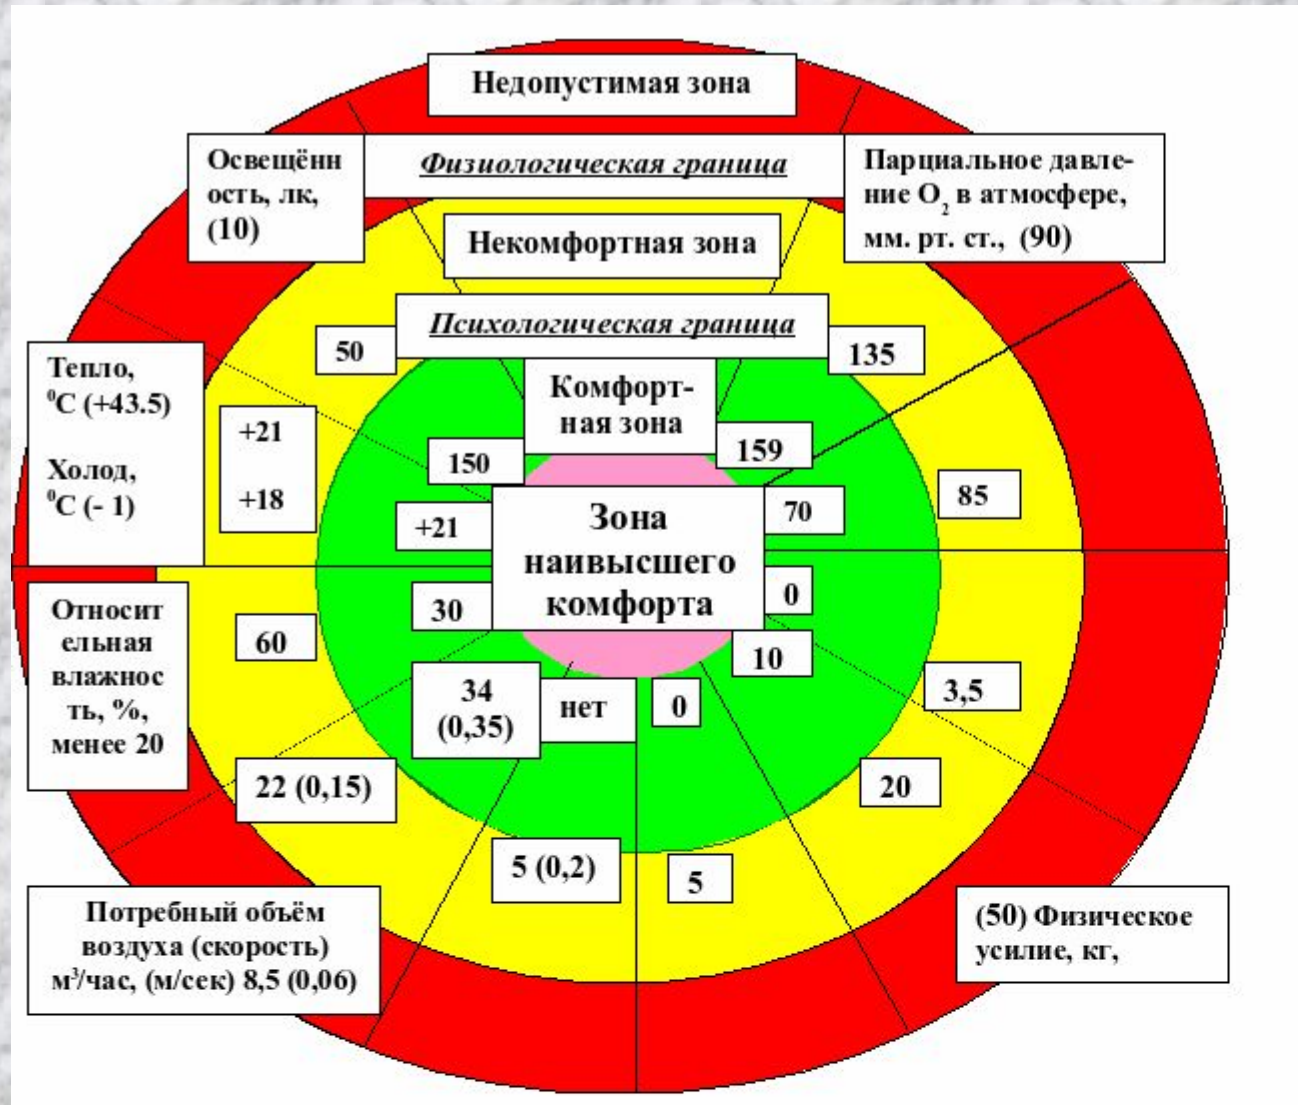 Недопустимая зона
Освещённ
ость, лк,
(10)
Физиологическая граница
Парциальное давле-
ние O2 в атмосфере,
мм. рт. ст., (90)
Некомфортная зона
Психологическая граница
50
135
Тепло,
⁰С (+43.5)
Холод,
⁰С (- 1)
Комфорт-
ная зона
+21
+18
150
159
85
+21
70
Зона
наивысшего
комфорта
30
0
Относит
ельная
влажнос
ть, %,
менее 20
60
10
34
(0,35)
нет
0
3,5
22 (0,15)
20
5 (0,2)
5
Потребный объём
воздуха (скорость)
м³/час, (м/сек) 8,5 (0,06)
(50) Физическое
усилие, кг,